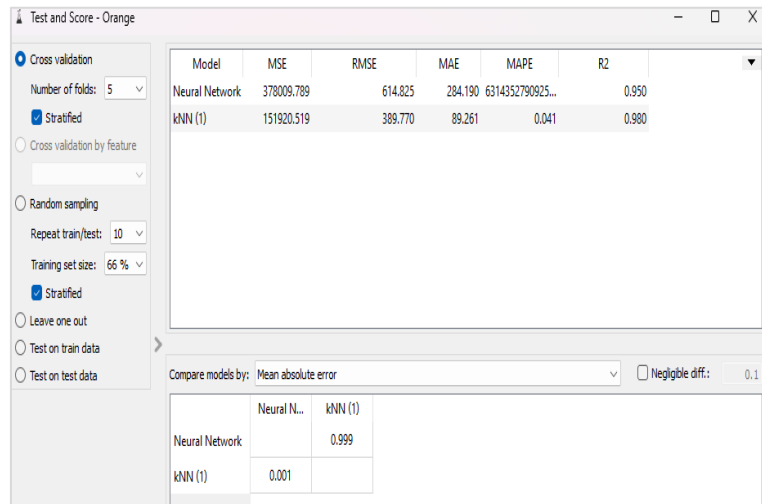 Test and Score - Orange
Cross validation
Number of folds: 5
Stratified
Cross validation by feature
Random sampling
Repeat train/test: 10
Training set size: 66 %
Stratified
Leave one out
Test on train data
Test on test data
Model MSE RMSE MAE MAPE R2
Neural Network 378009.789 614.825 284.190 6314352790925... 0.950
kNN (1) 151920.519 389.770 89.261 0.041 0.980
Compare models by: Mean absolute error Negligible diff.: 0.1
Neural N... kNN (1)
Neural Network 0.999
kNN (1) 0.001